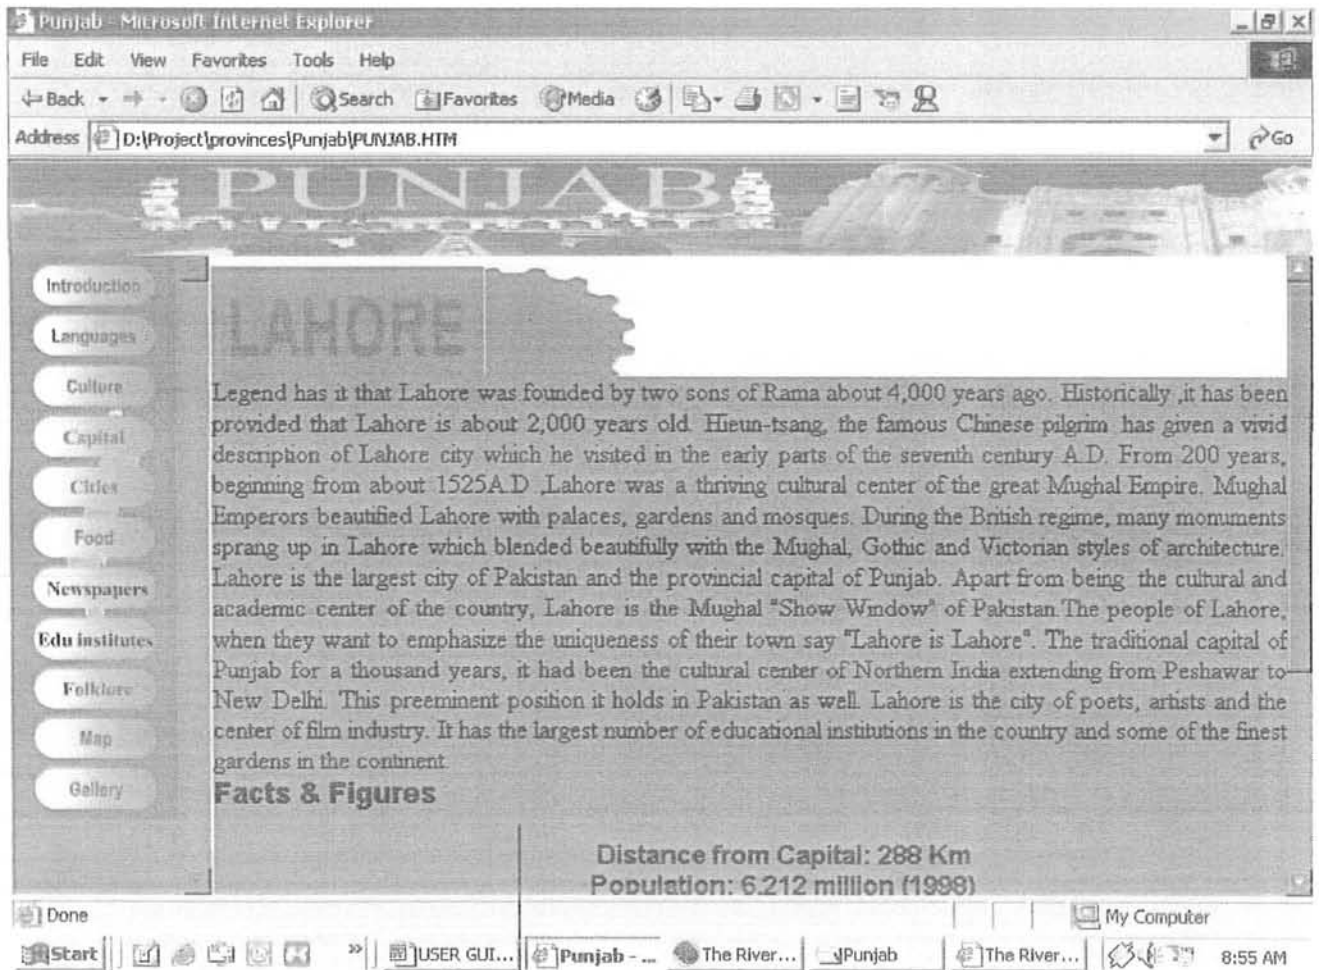 Punjab - Microsoft Internet Explorer
File Edit View Favorites Tools Help
Back Search Favorites Media
Address D:\Project\provinces\Punjab\PUNJAB.HTM Go
PUNJAB
Introduction
Languages
Culture
Capital
Cities
Food
Newspapers
Edu institutes
Folklore
Map
Gallery
LAHORE
Legend has it that Lahore was founded by two sons of Rama about 4,000 years ago. Historically ,it has been
provided that Lahore is about 2,000 years old. Hieun-tsang, the famous Chinese pilgrim has given a vivid
description of Lahore city which he visited in the early parts of the seventh century A.D. From 200 years,
beginning from about 1525A.D ,Lahore was a thriving cultural center of the great Mughal Empire. Mughal
Emperors beautified Lahore with palaces, gardens and mosques. During the British regime, many monuments
sprang up in Lahore which blended beautifully with the Mughal, Gothic and Victorian styles of architecture.
Lahore is the largest city of Pakistan and the provincial capital of Punjab. Apart from being the cultural and
academic center of the country, Lahore is the Mughal "Show Window" of Pakistan.The people of Lahore,
when they want to emphasize the uniqueness of their town say "Lahore is Lahore". The traditional capital of
Punjab for a thousand years, it had been the cultural center of Northern India extending from Peshawar to
New Delhi. This preeminent position it holds in Pakistan as well. Lahore is the city of poets, artists and the
center of film industry. It has the largest number of educational institutions in the country and some of the finest
gardens in the continent.
Facts & Figures
Distance from Capital: 288 Km
Population: 6.212 million (1998)
Done My Computer
Start » USER GUI... Punjab - ... The River... Punjab The River... 8:55 AM